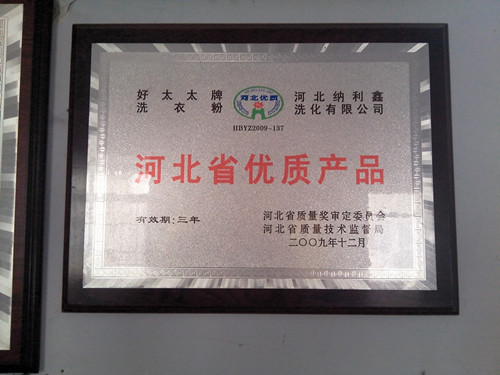 好太太牌
洗衣粉
河北优质
河北纳利鑫
洗化有限公司
HBYZ2009-137
河北省优质产品
有效期:三年
河北省质量奖审定委员会
河北省质量技术监督局
二〇〇九年十二月